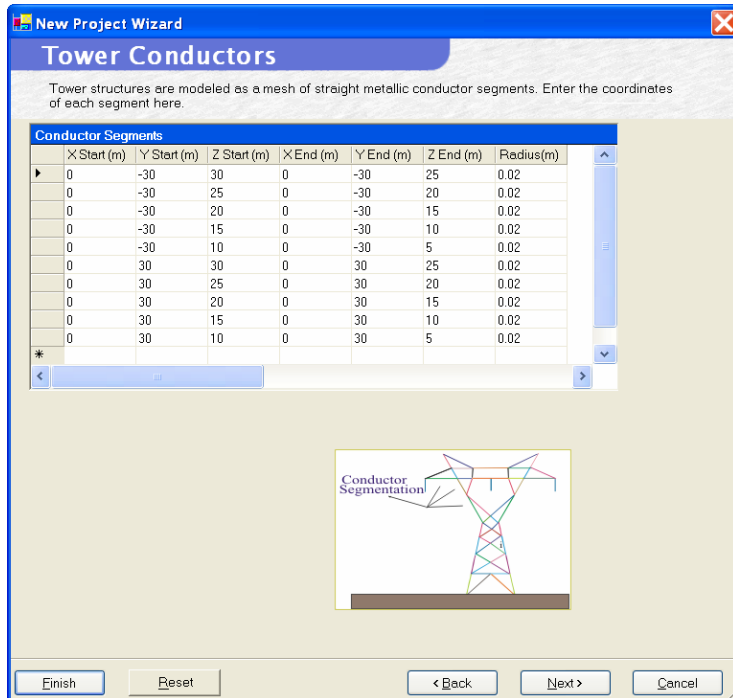 New Project Wizard
Tower Conductors
Tower structures are modeled as a mesh of straight metallic conductor segments. Enter the coordinates
of each segment here.
Conductor Segments
X Start (m) Y Start (m) Z Start (m) X End (m) Y End (m) Z End (m) Radius(m)
0 -30 30 0 -30 25 0.02
0 -30 25 0 -30 20 0.02
0 -30 20 0 -30 15 0.02
0 -30 15 0 -30 10 0.02
0 -30 10 0 -30 5 0.02
0 30 30 0 30 25 0.02
0 30 25 0 30 20 0.02
0 30 20 0 30 15 0.02
0 30 15 0 30 10 0.02
0 30 10 0 30 5 0.02
*
Conductor
Segmentation
Finish Reset < Back Next > Cancel